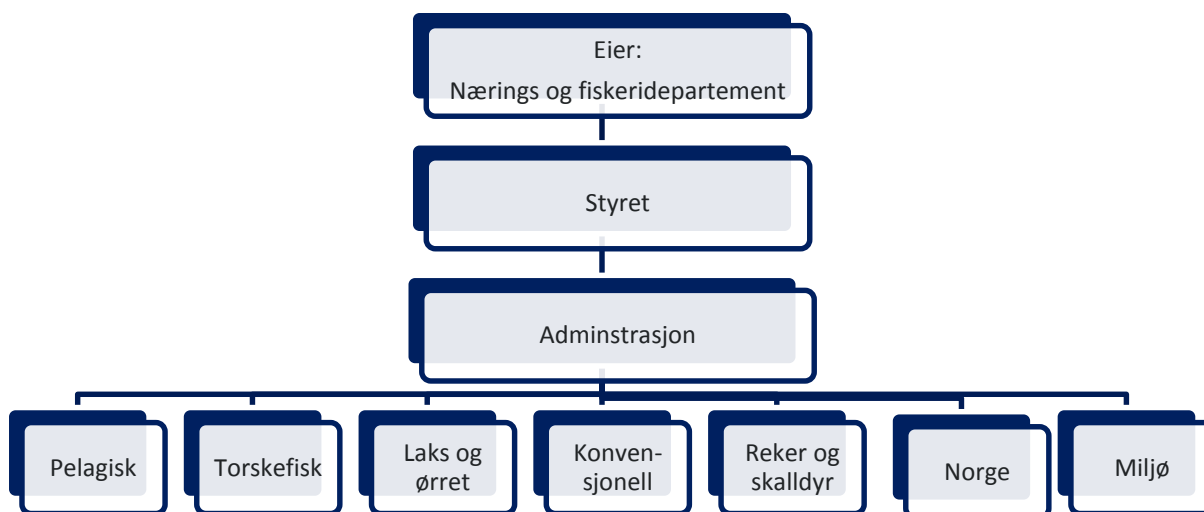 Eier:
Nærings og fiskeridepartement
Styret
Adminstrasjon
Pelagisk
Torskefisk
Laks og
ørret
Konven-
sjonell
Reker og
skalldyr
Norge
Miljø